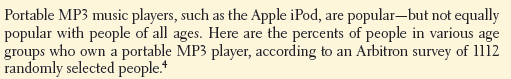 Portable MP3 music players, such as the Apple iPod, are popular—but not equally
popular with people of all ages. Here are the percents of people in various age
groups who own a portable MP3 player, according to an Arbitron survey of 1112
randomly selected people.⁴